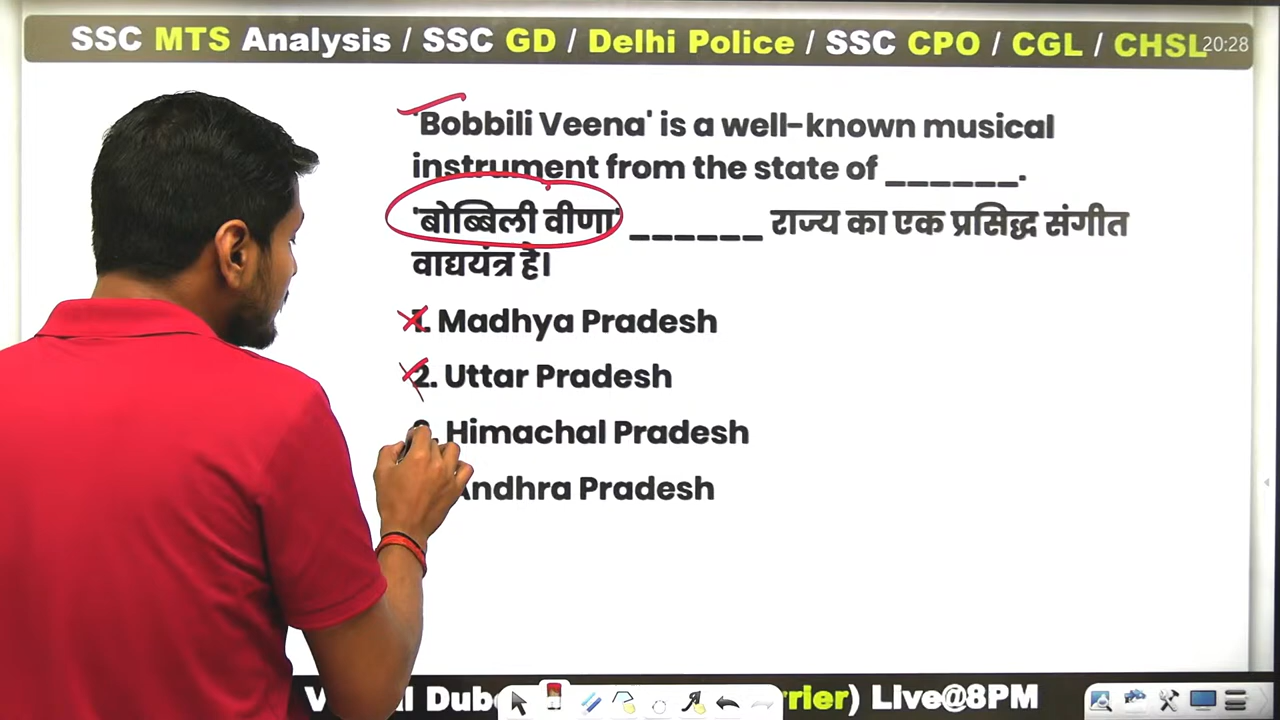 SSC MTS Analysis / SSC GD / Delhi Police / SSC CPO / CGL / CHSL 20:28
'Bobbili Veena' is a well-known musical
instrument from the state of ______.
'बोब्बिली वीणा' ______ राज्य का एक प्रसिद्ध संगीत
वाद्ययंत्र है।
1. Madhya Pradesh
2. Uttar Pradesh
Himachal Pradesh
Andhra Pradesh
Live@8PM